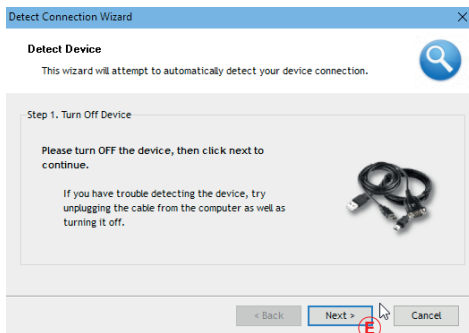 Detect Connection Wizard
Detect Device
This wizard will attempt to automatically detect your device connection.
Step 1. Turn Off Device
Please turn OFF the device, then click next to
continue.
If you have trouble detecting the device, try
unplugging the cable from the computer as well as
turning it off.
< Back Next > Cancel
E